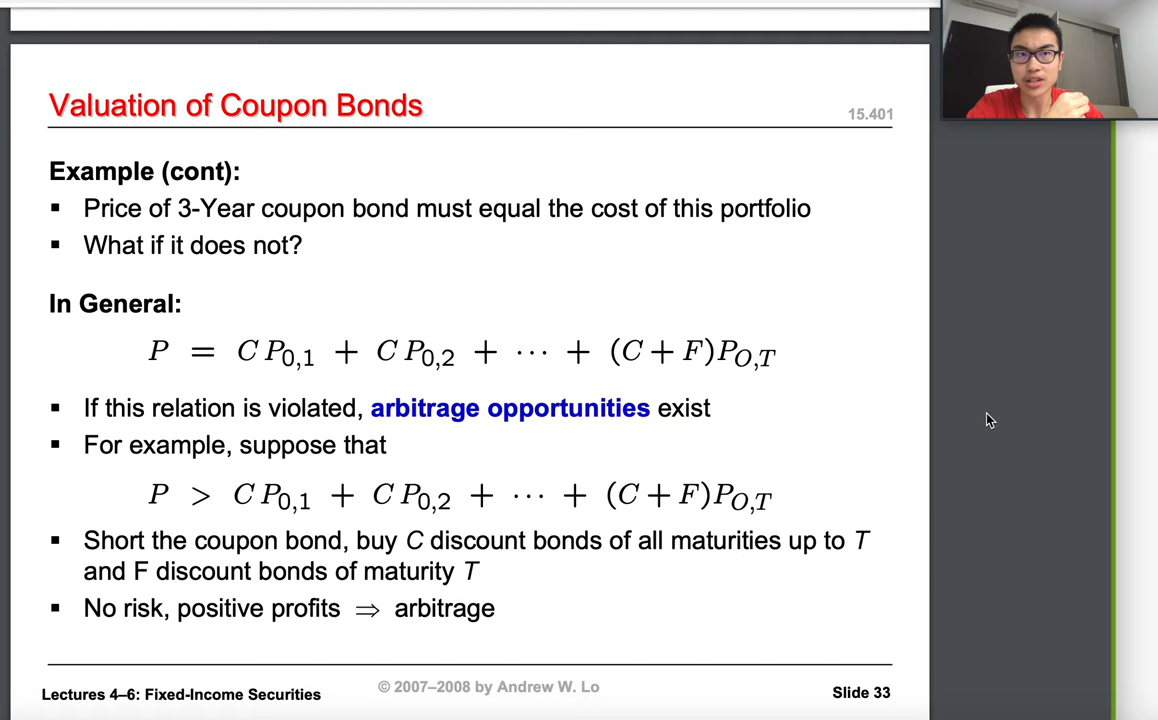 Valuation of Coupon Bonds
15.401
Example (cont):
▪ Price of 3-Year coupon bond must equal the cost of this portfolio
▪ What if it does not?
In General:
P = C P0,1 + C P0,2 + ··· + (C + F)PO,T
▪ If this relation is violated, arbitrage opportunities exist
▪ For example, suppose that
P > C P0,1 + C P0,2 + ··· + (C + F)PO,T
▪ Short the coupon bond, buy C discount bonds of all maturities up to T
and F discount bonds of maturity T
▪ No risk, positive profits ⇒ arbitrage
Lectures 4–6: Fixed-Income Securities
© 2007–2008 by Andrew W. Lo
Slide 33